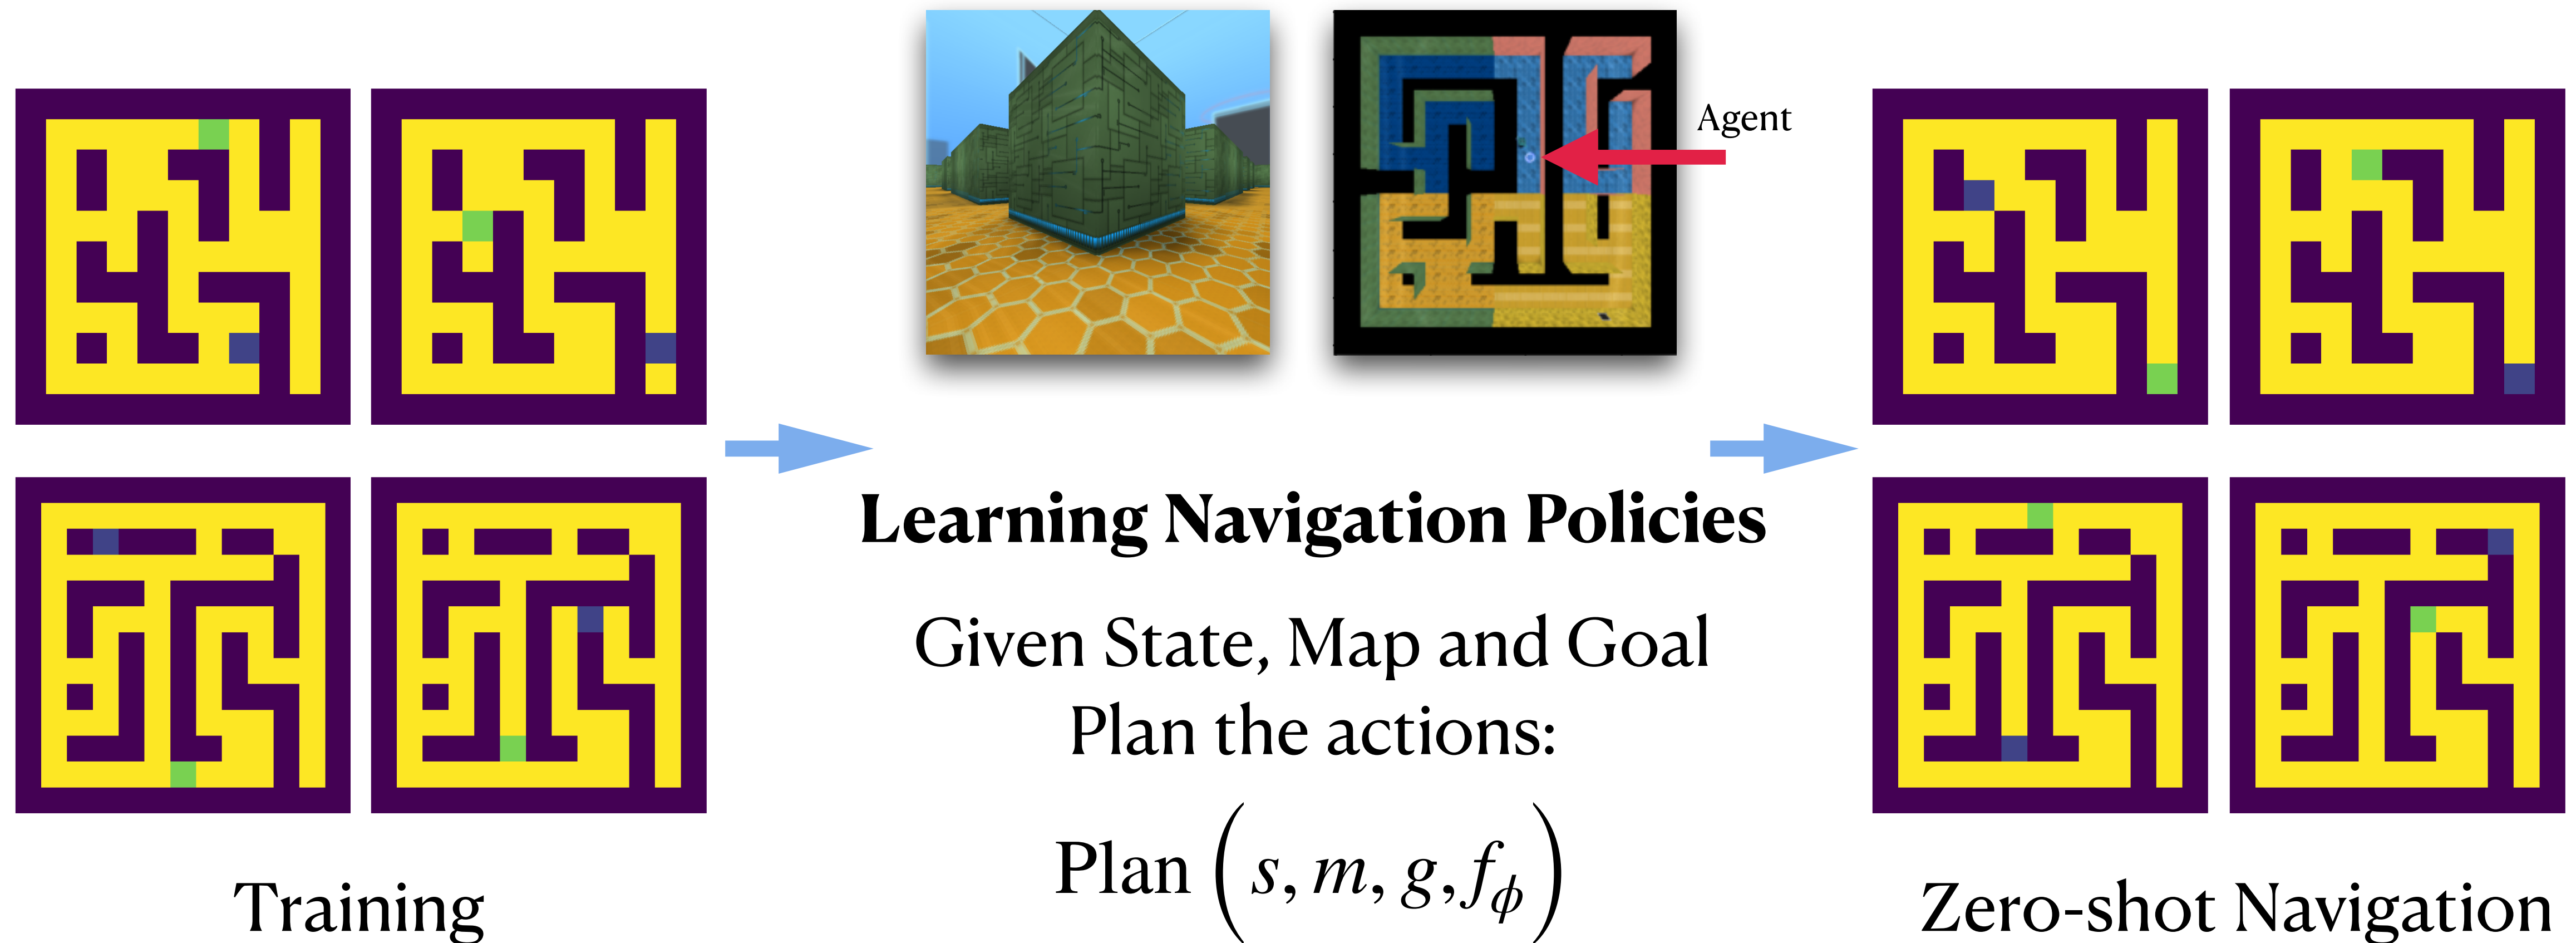 Agent
Learning Navigation Policies
Given State, Map and Goal
Plan the actions:
Plan (s, m, g, f_ϕ)
Training
Zero-shot Navigation